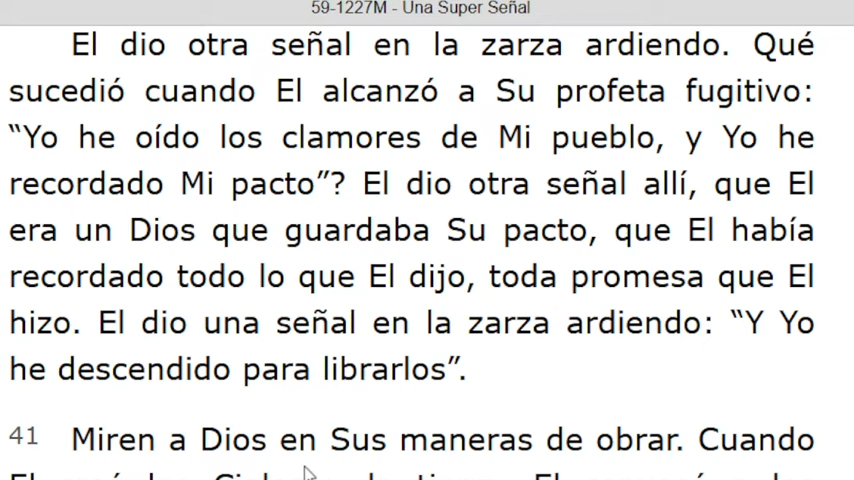 59-1227M - Una Super Señal
El dio otra señal en la zarza ardiendo. Qué
sucedió cuando El alcanzó a Su profeta fugitivo:
“Yo he oído los clamores de Mi pueblo, y Yo he
recordado Mi pacto”? El dio otra señal allí, que El
era un Dios que guardaba Su pacto, que El había
recordado todo lo que El dijo, toda promesa que El
hizo. El dio una señal en la zarza ardiendo: “Y Yo
he descendido para librarlos”.
41 Miren a Dios en Sus maneras de obrar. Cuando